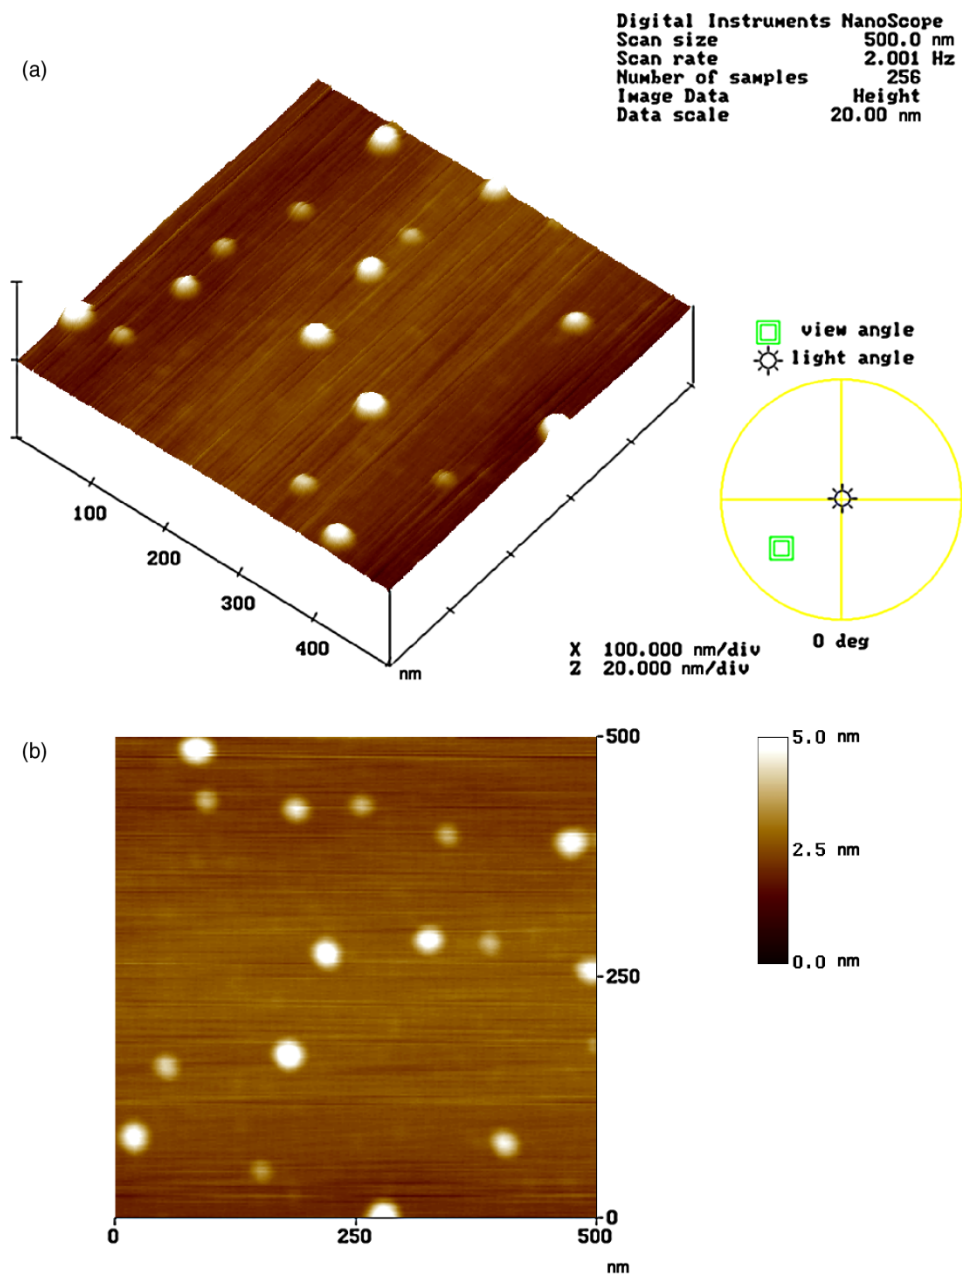 (a)
Digital Instruments NanoScope
Scan size 500.0 nm
Scan rate 2.001 Hz
Number of samples 256
Image Data Height
Data scale 20.00 nm
view angle
light angle
100
200
300
400
nm
0 deg
X 100.000 nm/div
Z 20.000 nm/div
(b)
500
250
0
0 250 500
nm
5.0 nm
2.5 nm
0.0 nm